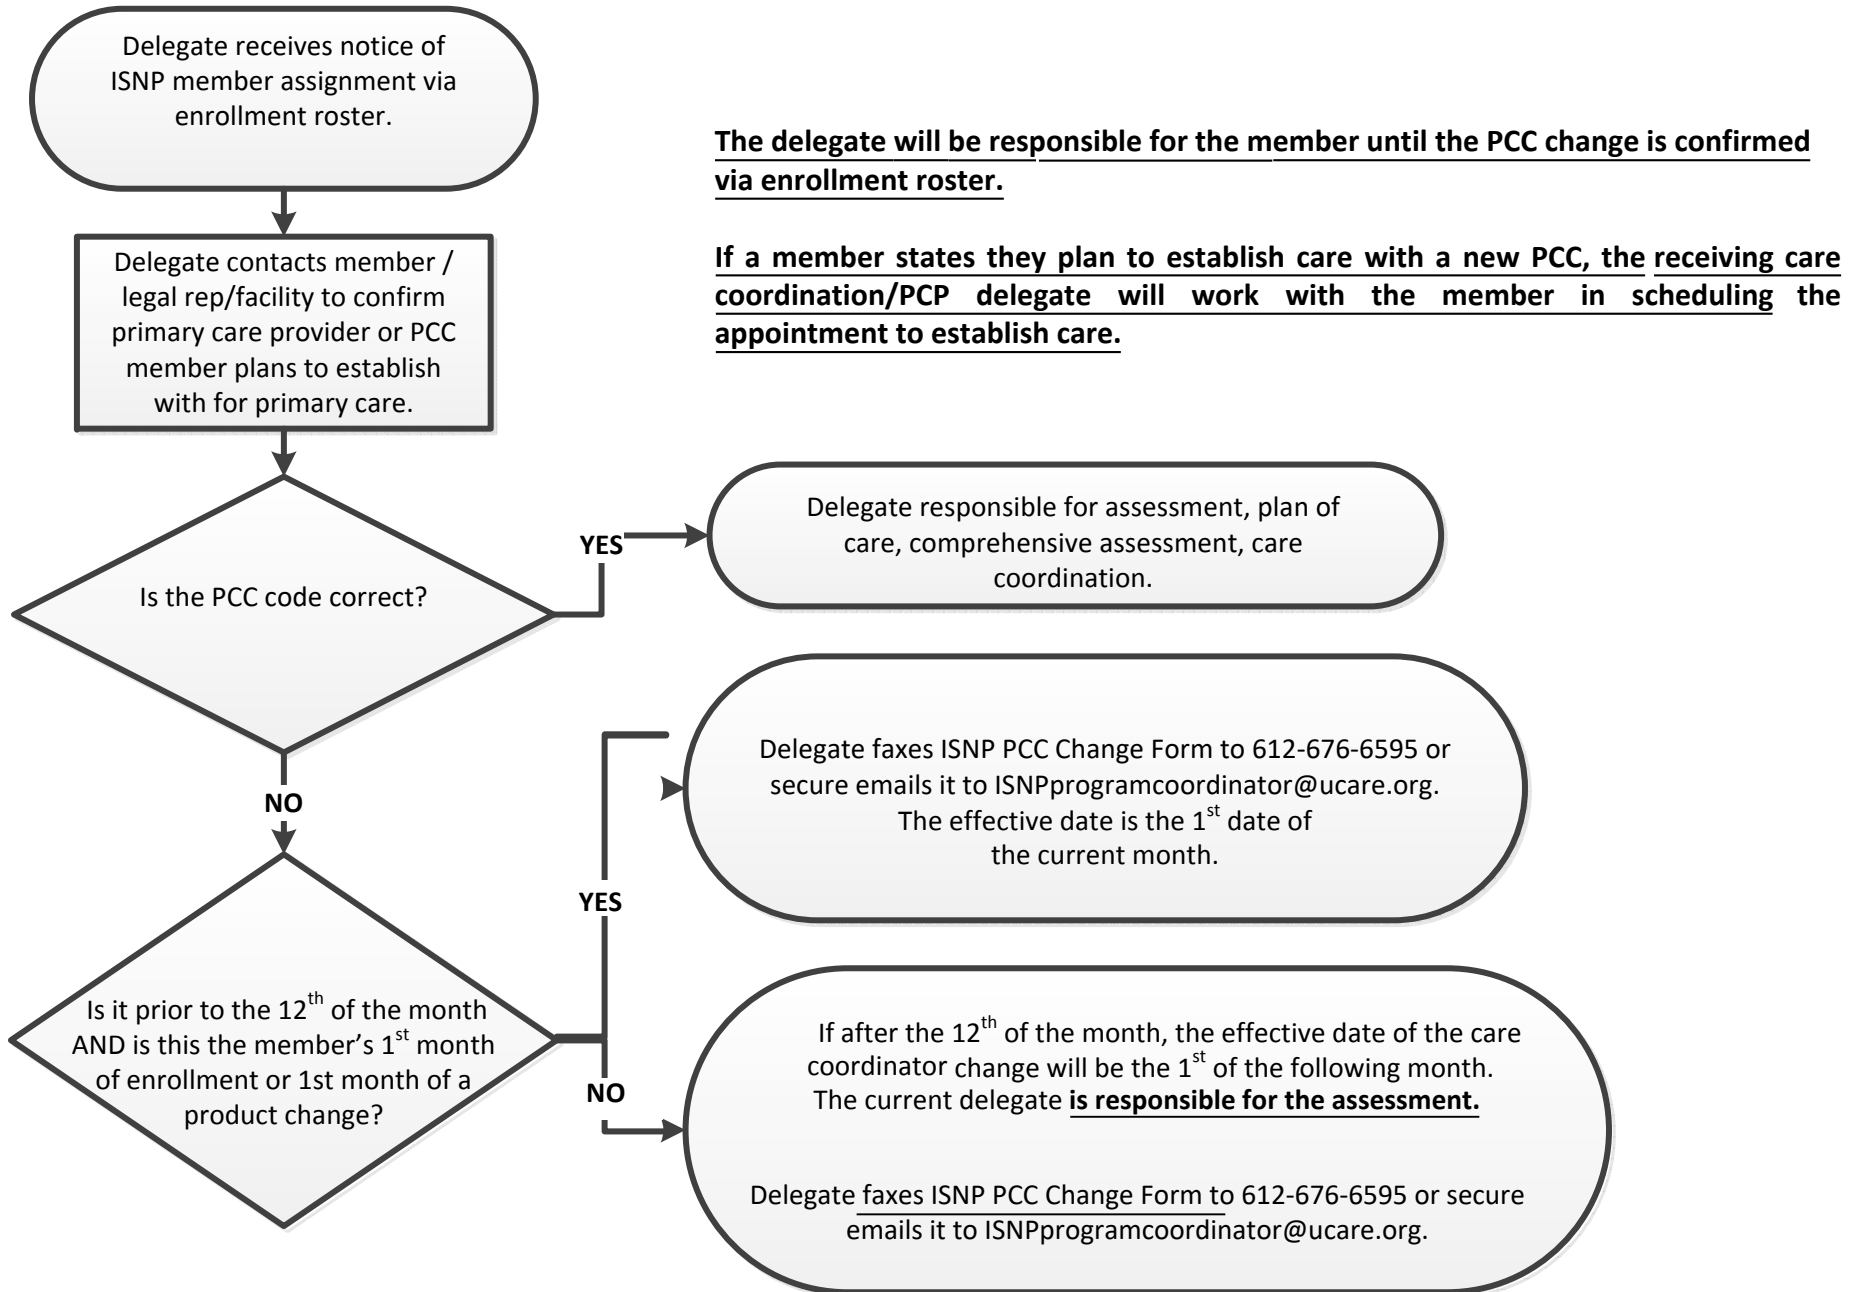 Delegate receives notice of
ISNP member assignment via
enrollment roster.
The delegate will be responsible for the member until the PCC change is confirmed
via enrollment roster.
If a member states they plan to establish care with a new PCC, the receiving care
coordination/PCP delegate will work with the member in scheduling the
appointment to establish care.
Delegate contacts member /
legal rep/facility to confirm
primary care provider or PCC
member plans to establish
with for primary care.
Is the PCC code correct?
YES
Delegate responsible for assessment, plan of
care, comprehensive assessment, care
coordination.
NO
Is it prior to the 12th of the month
AND is this the member’s 1st month
of enrollment or 1st month of a
product change?
YES
Delegate faxes ISNP PCC Change Form to 612-676-6595 or
secure emails it to ISNPprogramcoordinator@ucare.org.
The effective date is the 1st date of
the current month.
NO
If after the 12th of the month, the effective date of the care
coordinator change will be the 1st of the following month.
The current delegate is responsible for the assessment.
Delegate faxes ISNP PCC Change Form to 612-676-6595 or secure
emails it to ISNPprogramcoordinator@ucare.org.